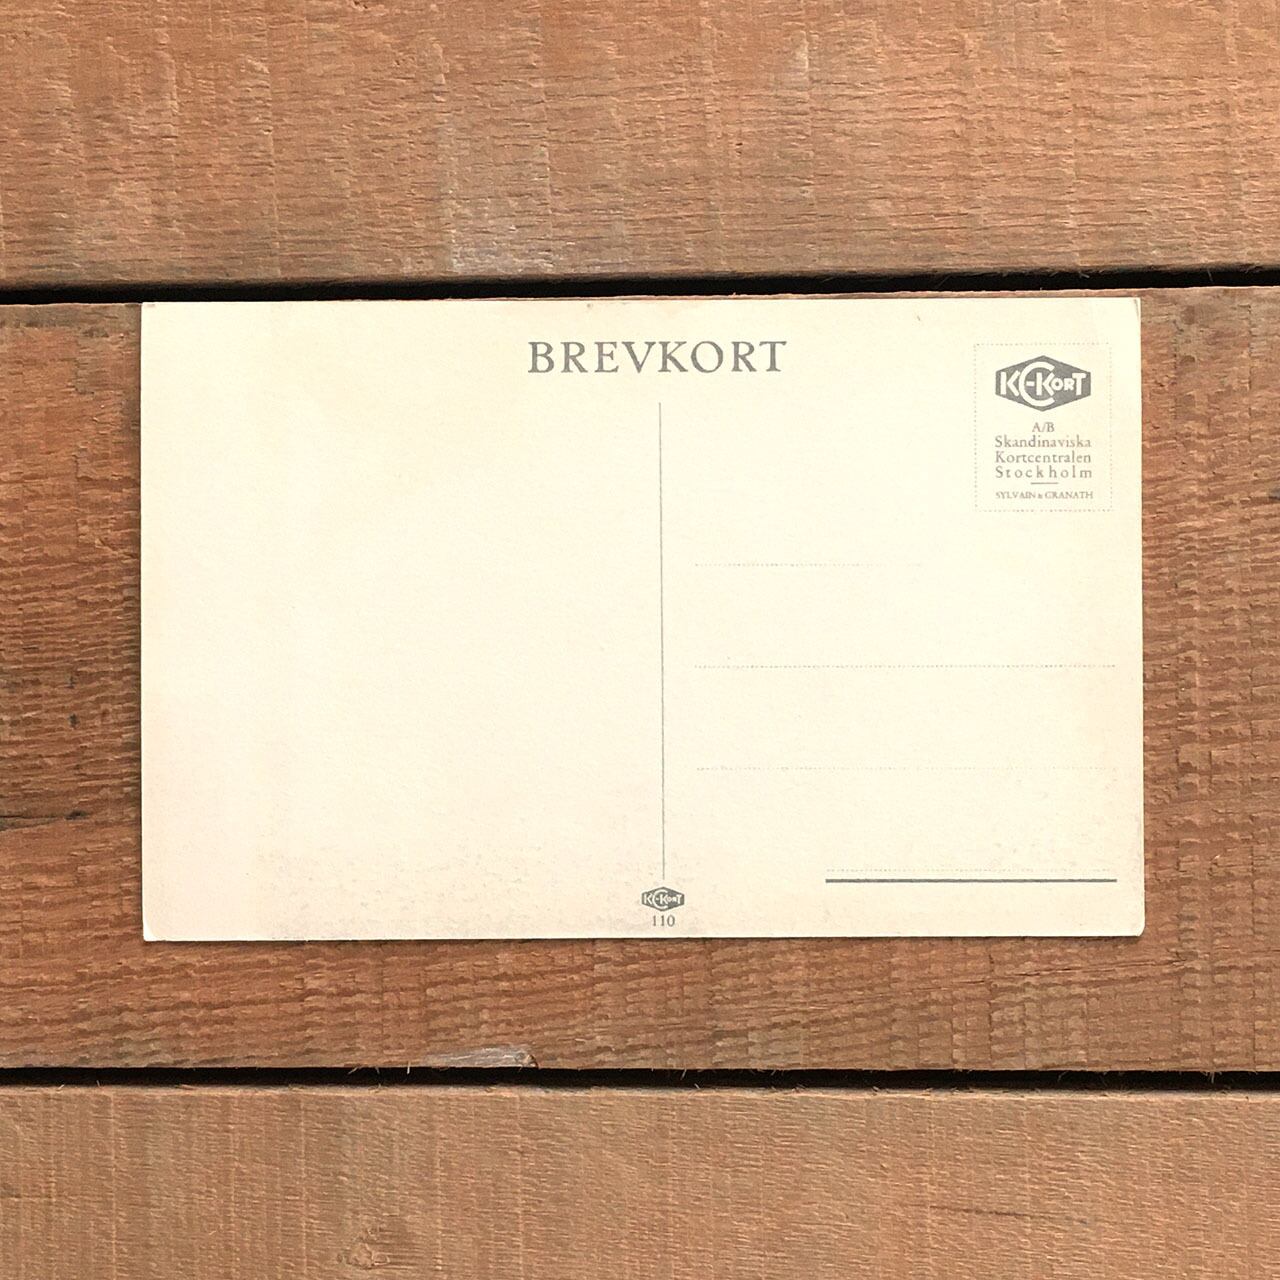 BREVKORT
KC-KORT
A/B
Skandinaviska
Kortcentralen
Stockholm
SYLVAIN & GRANATH
KC-KORT
110